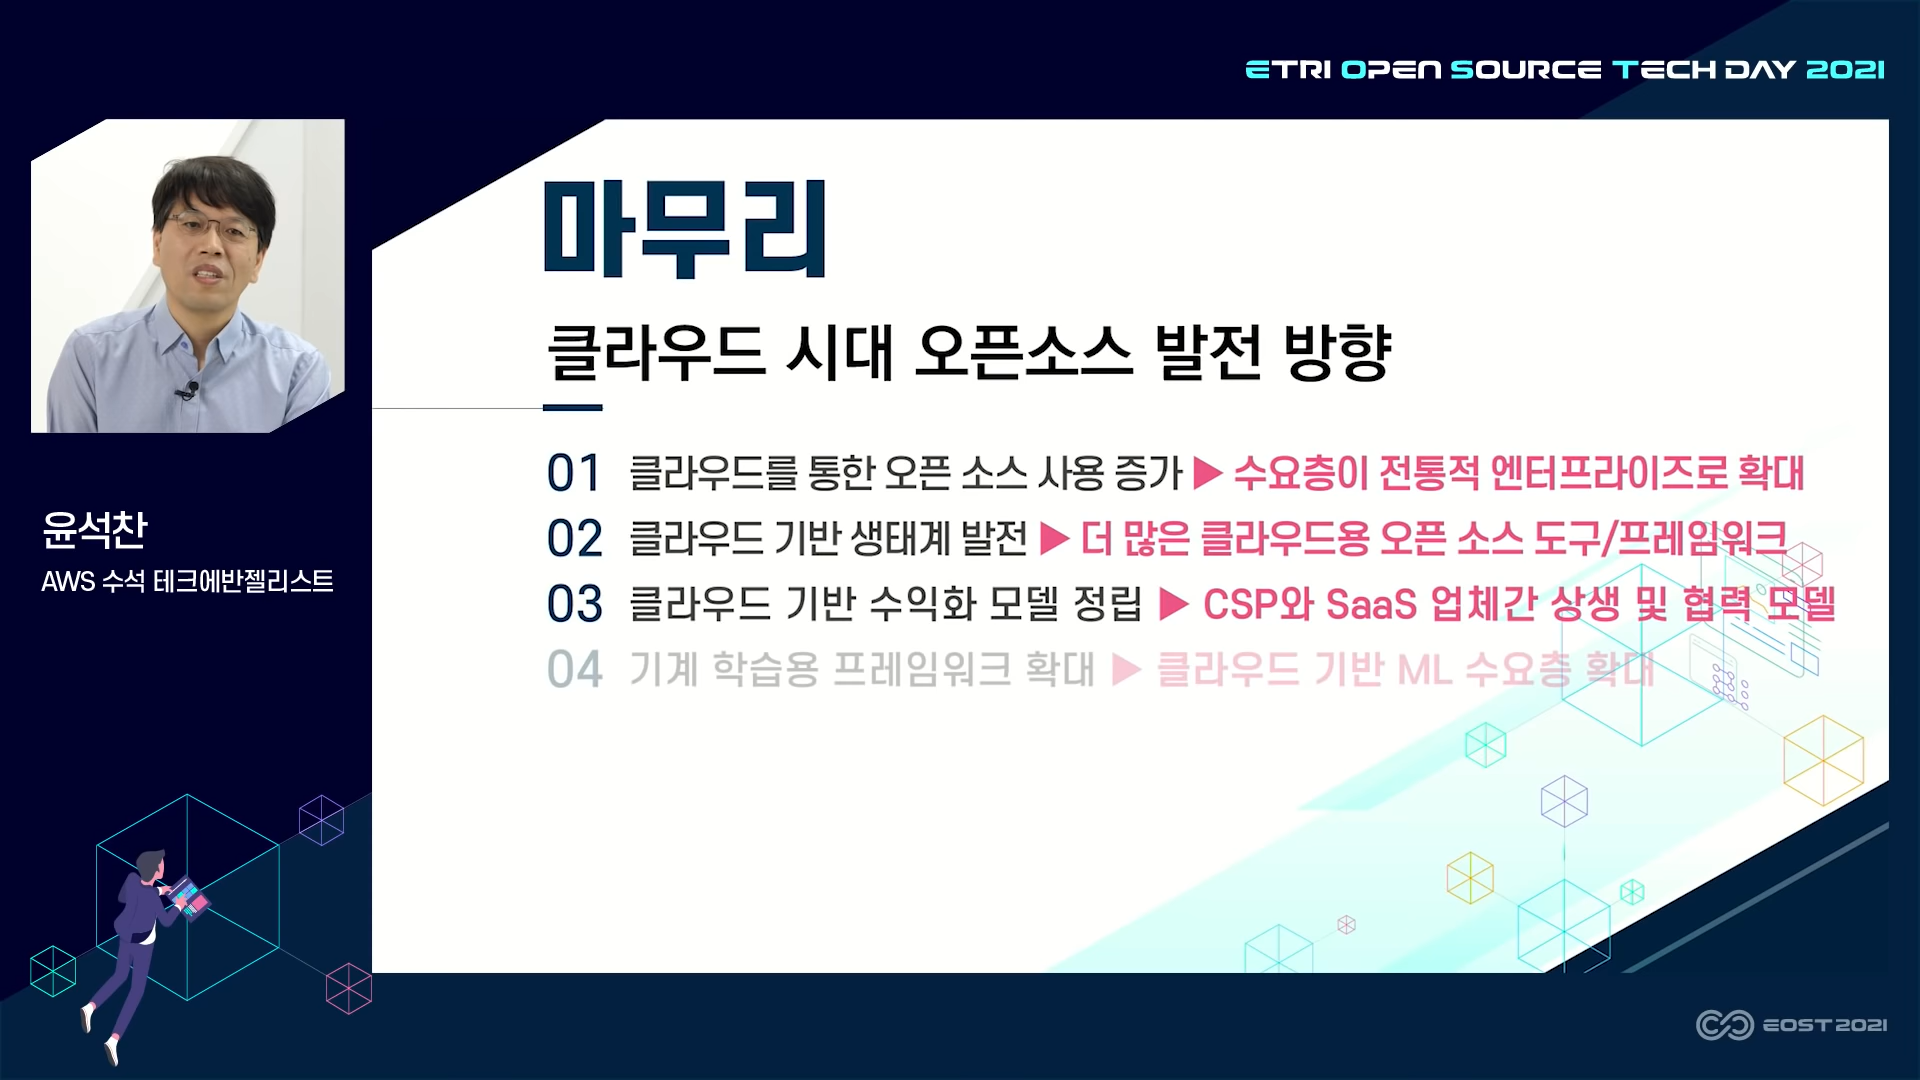 ETRI OPEN SOURCE TECH DAY 2021
윤석찬
AWS 수석 테크에반젤리스트
마무리
클라우드 시대 오픈소스 발전 방향
01 클라우드를 통한 오픈 소스 사용 증가 ▶ 수요층이 전통적 엔터프라이즈로 확대
02 클라우드 기반 생태계 발전 ▶ 더 많은 클라우드용 오픈 소스 도구/프레임워크
03 클라우드 기반 수익화 모델 정립 ▶ CSP와 SaaS 업체간 상생 및 협력 모델
04 기계 학습용 프레임워크 확대 ▶ 클라우드 기반 ML 수요층 확대
EOST 2021